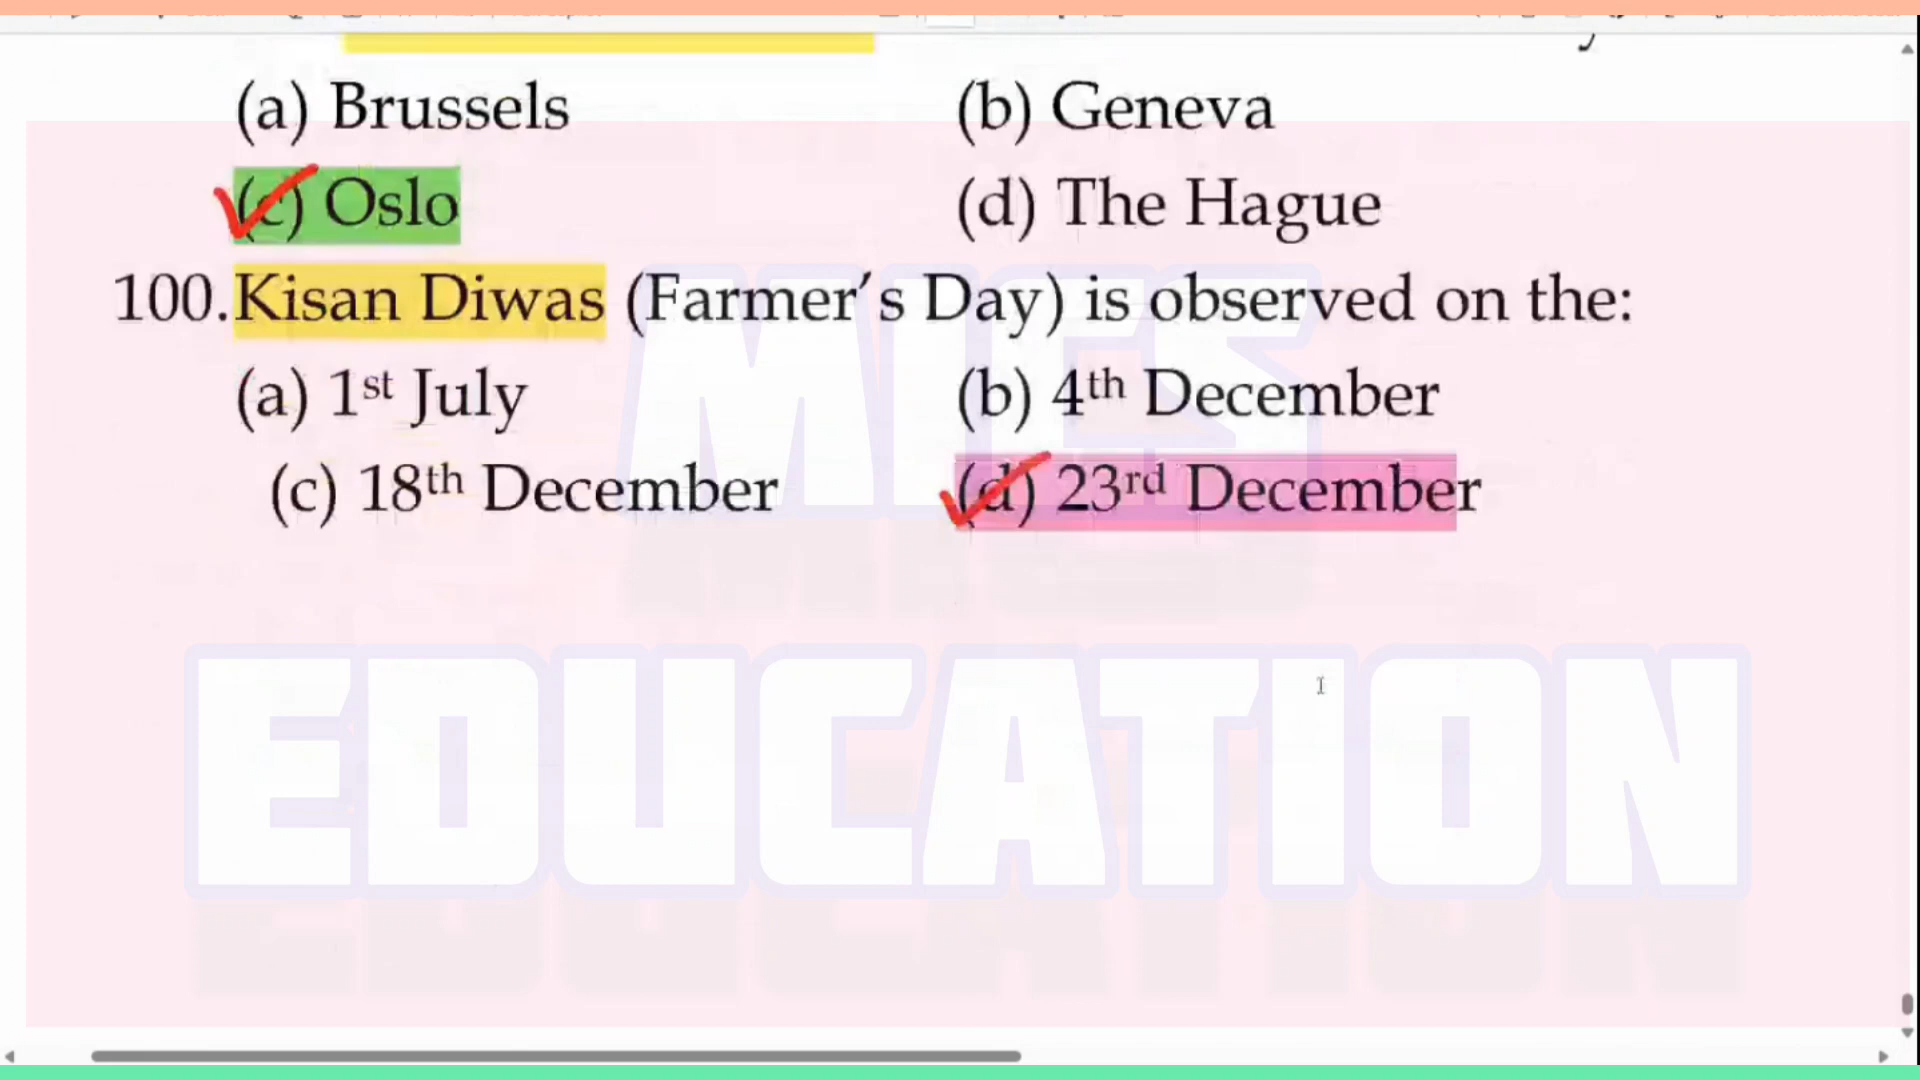 (a) Brussels (b) Geneva
(c) Oslo (d) The Hague
100. Kisan Diwas (Farmer's Day) is observed on the:
(a) 1st July (b) 4th December
(c) 18th December (d) 23rd December
MICS
EDUCATION